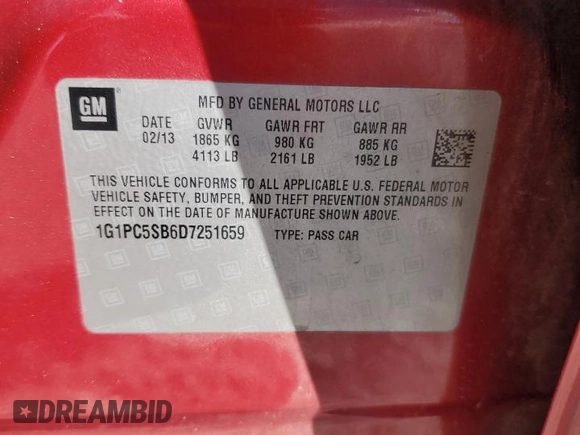 GM
MFD BY GENERAL MOTORS LLC
DATE GVWR GAWR FRT GAWR RR
02/13 1865 KG 980 KG 885 KG
4113 LB 2161 LB 1952 LB
THIS VEHICLE CONFORMS TO ALL APPLICABLE U.S. FEDERAL MOTOR
VEHICLE SAFETY, BUMPER, AND THEFT PREVENTION STANDARDS IN
EFFECT ON THE DATE OF MANUFACTURE SHOWN ABOVE.
1G1PC5SB6D7251659 TYPE: PASS CAR
DREAMBID